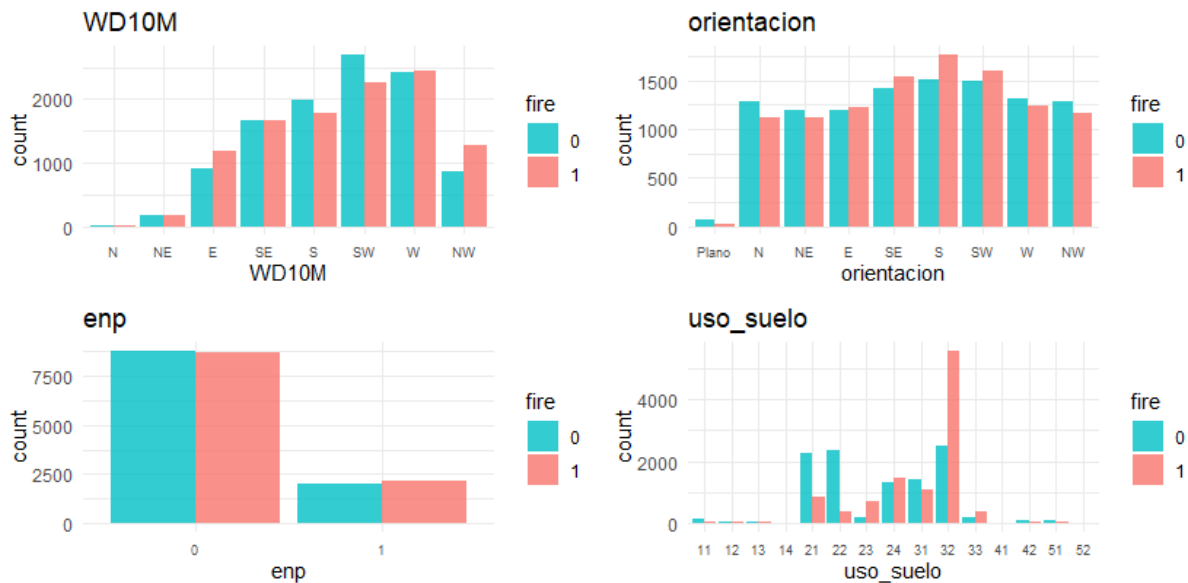 WD10M
count
2000
1000
0
N NE E SE S SW W NW
WD10M
fire
0
1
orientacion
count
1500
1000
500
0
Plano N NE E SE S SW W NW
orientacion
fire
0
1
enp
count
7500
5000
2500
0
0 1
enp
fire
0
1
uso_suelo
count
4000
2000
0
11 12 13 14 21 22 23 24 31 32 33 41 42 51 52
uso_suelo
fire
0
1